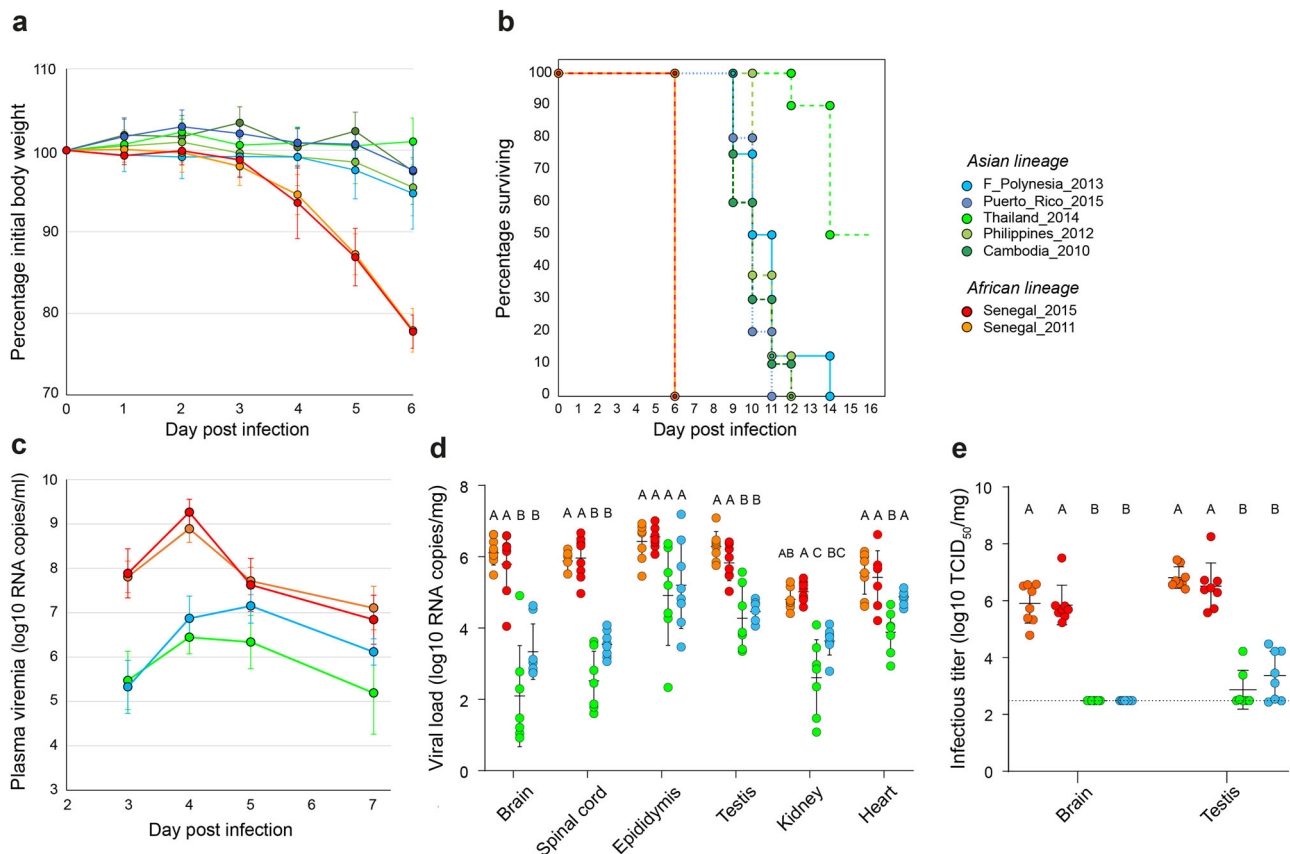 a
110
100
90
80
70
Percentage initial body weight
0 1 2 3 4 5 6
Day post infection
b
100
90
80
70
60
50
40
30
20
10
0
Percentage surviving
0 1 2 3 4 5 6 7 8 9 10 11 12 13 14 15 16
Day post infection
Asian lineage
F_Polynesia_2013
Puerto_Rico_2015
Thailand_2014
Philippines_2012
Cambodia_2010
African lineage
Senegal_2015
Senegal_2011
c
10
9
8
7
6
5
4
3
Plasma viremia (log10 RNA copies/ml)
2 3 4 5 6 7
Day post infection
d
8
6
4
2
0
Viral load (log10 RNA copies/mg)
A A B B
A A B B
A A A A
A A B B
AB A C BC
A A B A
Brain
Spinal cord
Epididymis
Testis
Kidney
Heart
e
10
8
6
4
2
0
Infectious titer (log10 TCID50/mg)
A A B B
A A B B
Brain
Testis